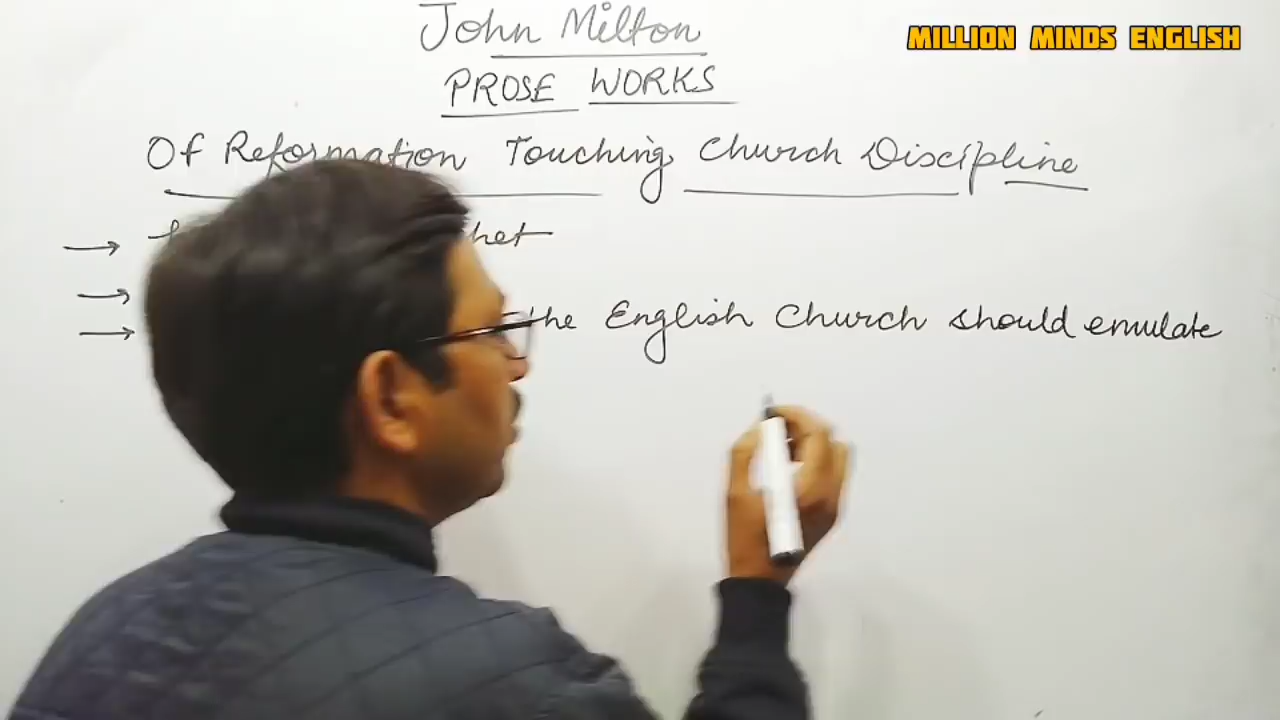 John Milton
MILLION MINDS ENGLISH
PROSE WORKS
Of Reformation Touching Church Discipline
the English Church should emulate